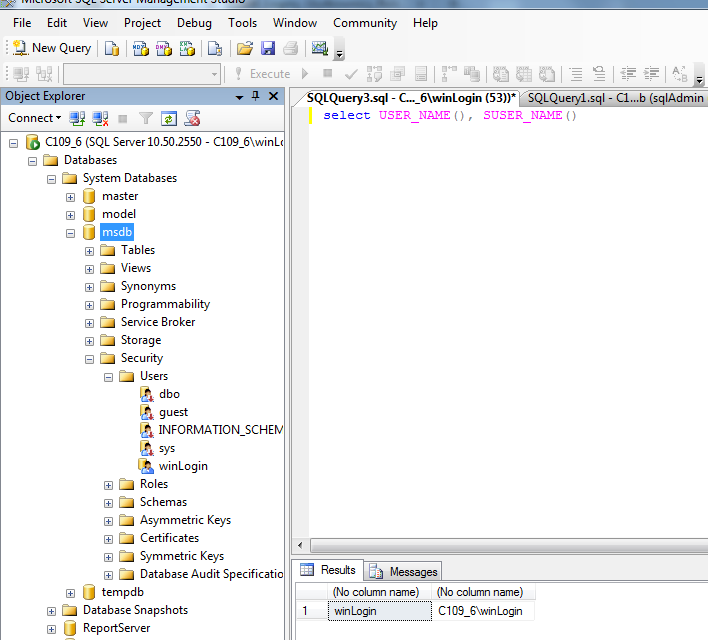 Microsoft SQL Server Management Studio
File Edit View Project Debug Tools Window Community Help
New Query
Execute
Object Explorer
Connect
C109_6 (SQL Server 10.50.2550 - C109_6\winLo
Databases
System Databases
master
model
msdb
Tables
Views
Synonyms
Programmability
Service Broker
Storage
Security
Users
dbo
guest
INFORMATION_SCHEM
sys
winLogin
Roles
Schemas
Asymmetric Keys
Certificates
Symmetric Keys
Database Audit Specificatio
tempdb
Database Snapshots
ReportServer
SQLQuery3.sql - C..._6\winLogin (53))* SQLQuery1.sql - C1...b (sqlAdmin
select USER_NAME(), SUSER_NAME()
Results Messages
(No column name) (No column name)
1 winLogin C109_6\winLogin